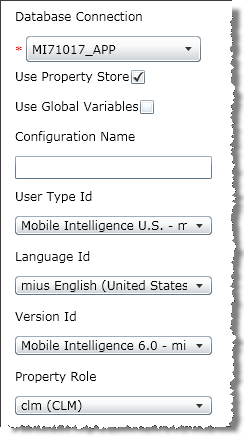 Database Connection
* MI71017_APP
Use Property Store
Use Global Variables
Configuration Name
User Type Id
Mobile Intelligence U.S. - m
Language Id
mius English (United States
Version Id
Mobile Intelligence 6.0 - mi
Property Role
clm (CLM)